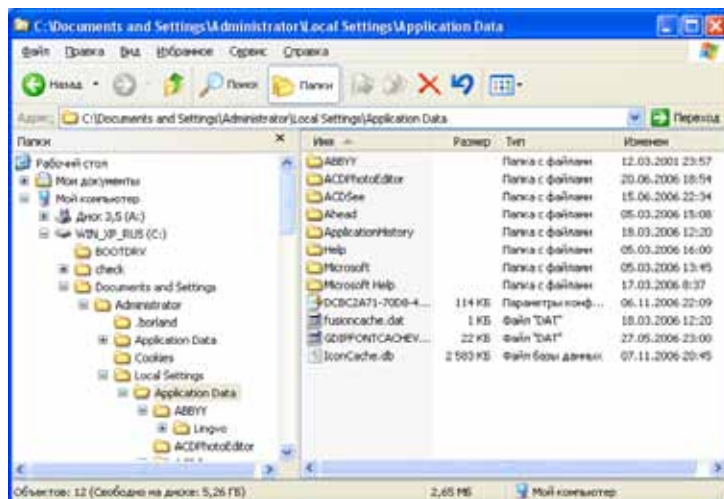 C:\Documents and Settings\Administrator\Local Settings\Application Data
Файл Правка Вид Избранное Сервис Справка
Назад Поиск Папки
Адрес: C:\Documents and Settings\Administrator\Local Settings\Application Data Переход
Папки
Рабочий стол
Мои документы
Мой компьютер
Диск 3,5 (A:)
WIN_XP_RUS (C:)
BOOTDRV
check
Documents and Settings
Administrator
.borland
Application Data
Cookies
Local Settings
Application Data
ABBYY
Lingvo
ACDPhotoEditor
Имя Размер Тип Изменен
ABBYY Папка с файлами 12.03.2001 23:57
ACDPhotoEditor Папка с файлами 20.06.2006 18:54
ACDSee Папка с файлами 15.06.2006 22:34
Ahead Папка с файлами 05.03.2006 15:08
ApplicationHistory Папка с файлами 18.03.2006 12:20
Help Папка с файлами 05.03.2006 16:00
Microsoft Папка с файлами 05.03.2006 13:45
Microsoft Help Папка с файлами 17.03.2006 8:37
DCBC2A71-70D8-4... 114 КБ Параметры конф... 06.11.2006 22:09
fusioncache.dat 1 КБ Файл "DAT" 18.03.2006 12:20
GDIPFONTCACHEV... 22 КБ Файл "DAT" 27.05.2006 23:00
IconCache.db 2 583 КБ Файл базы данных 07.11.2006 20:45
Объектов: 12 (Свободно на диске: 5,26 ГБ) 2,65 МБ Мой компьютер